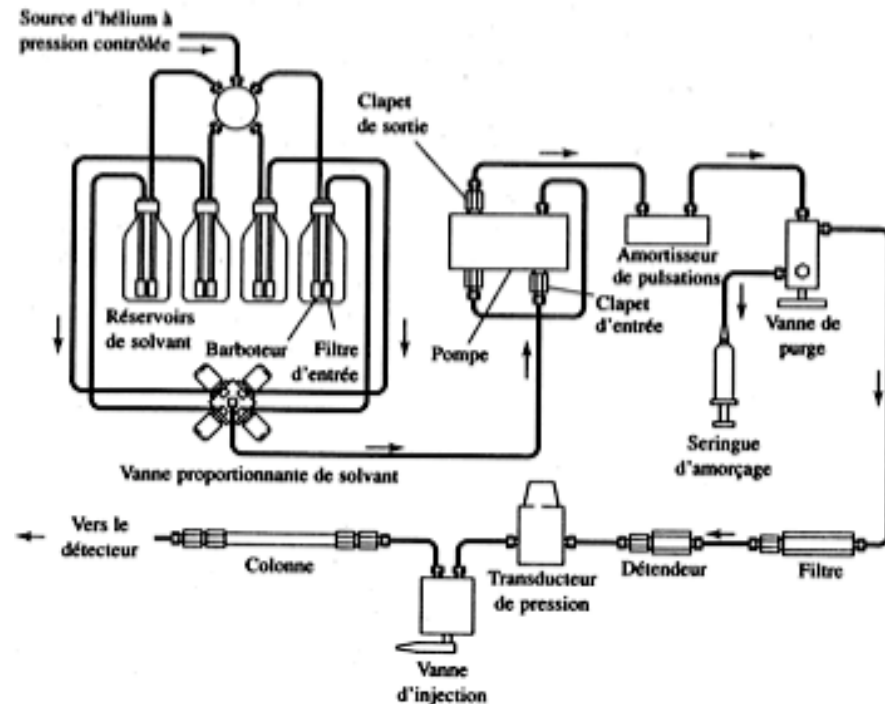 Source d'hélium à
pression contrôlée
Clapet
de sortie
Amortisseur
de pulsations
Réservoirs
de solvant
Barboteur
Filtre
d'entrée
Pompe
Clapet
d'entrée
Vanne de
purge
Seringue
d'amorçage
Vanne proportionnante de solvant
Vers le
détecteur
Colonne
Transducteur
de pression
Détendeur
Filtre
Vanne
d'injection